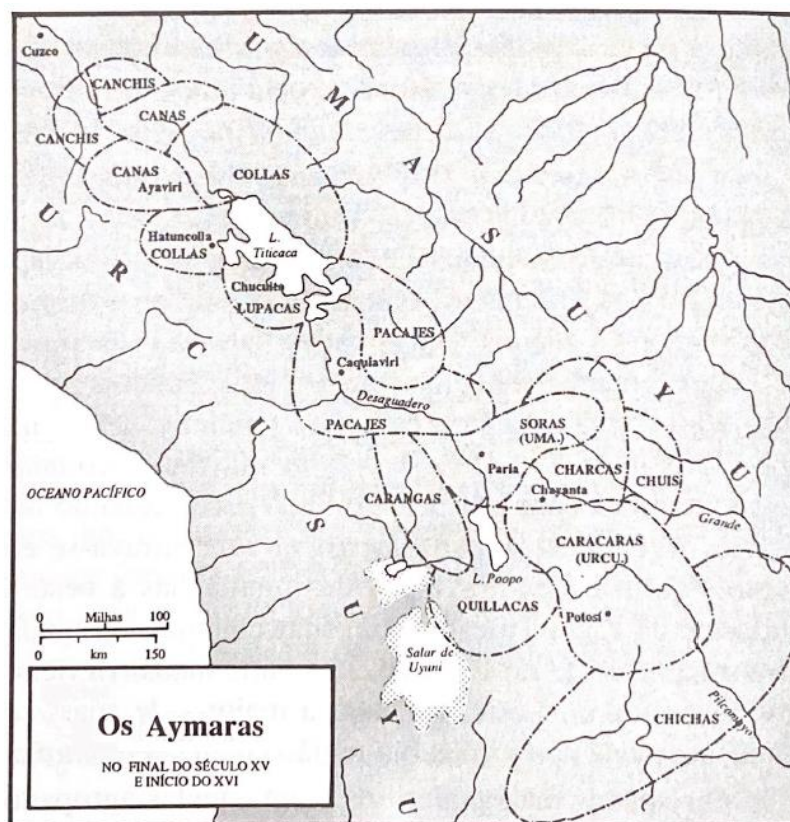 Cuzco
U
M
A
S
U
Y
U
CANCHIS
CANAS
CANCHIS
CANAS
Ayaviri
COLLAS
U
R
C
U
S
U
Y
U
Hatuncolla
COLLAS
L.
Titicaca
Chucuito
LUPACAS
PACAJES
Caquiaviri
Desaguadero
PACAJES
SORAS
(UMA.)
Paria
CHARCAS
CHUIS
Chayanta
CARANGAS
Grande
OCEANO PACÍFICO
CARACARAS
(URCU.)
L. Poopo
QUILLACAS
Potosí
Salar de
Uyuni
0 Milhas 100
0 km 150
CHICHAS
Pilcomayo
Os Aymaras
NO FINAL DO SÉCULO XV
E INÍCIO DO XVI